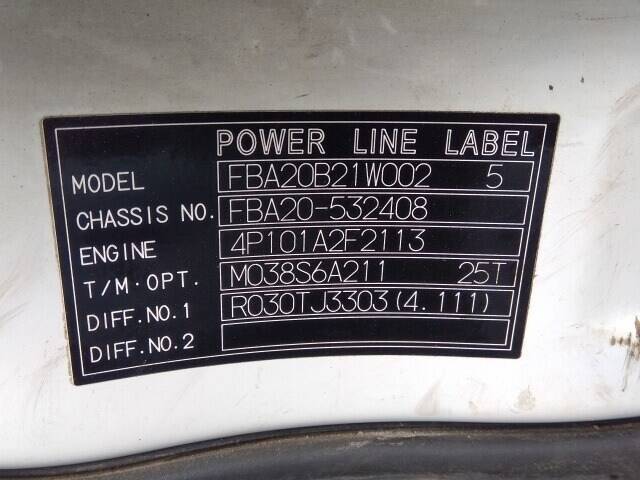 POWER LINE LABEL
MODEL FBA20B21W002 5
CHASSIS NO. FBA20-532408
ENGINE 4P101A2F2113
T/M·OPT. M038S6A211 25T
DIFF.NO.1 R030TJ3303(4.111)
DIFF.NO.2